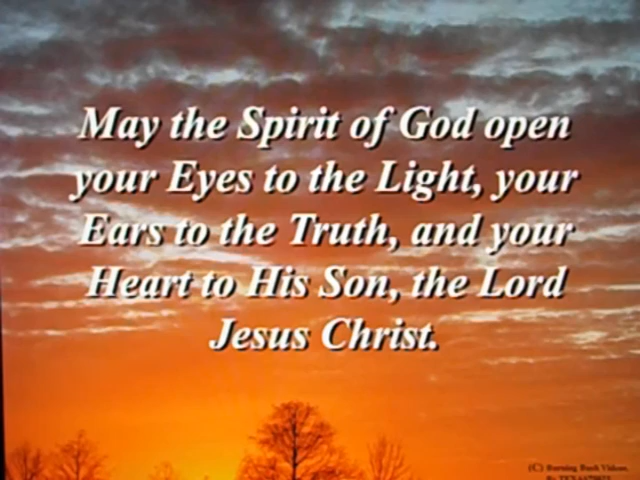 May the Spirit of God open
your Eyes to the Light, your
Ears to the Truth, and your
Heart to His Son, the Lord
Jesus Christ.
(C) Burning Bush Videos.